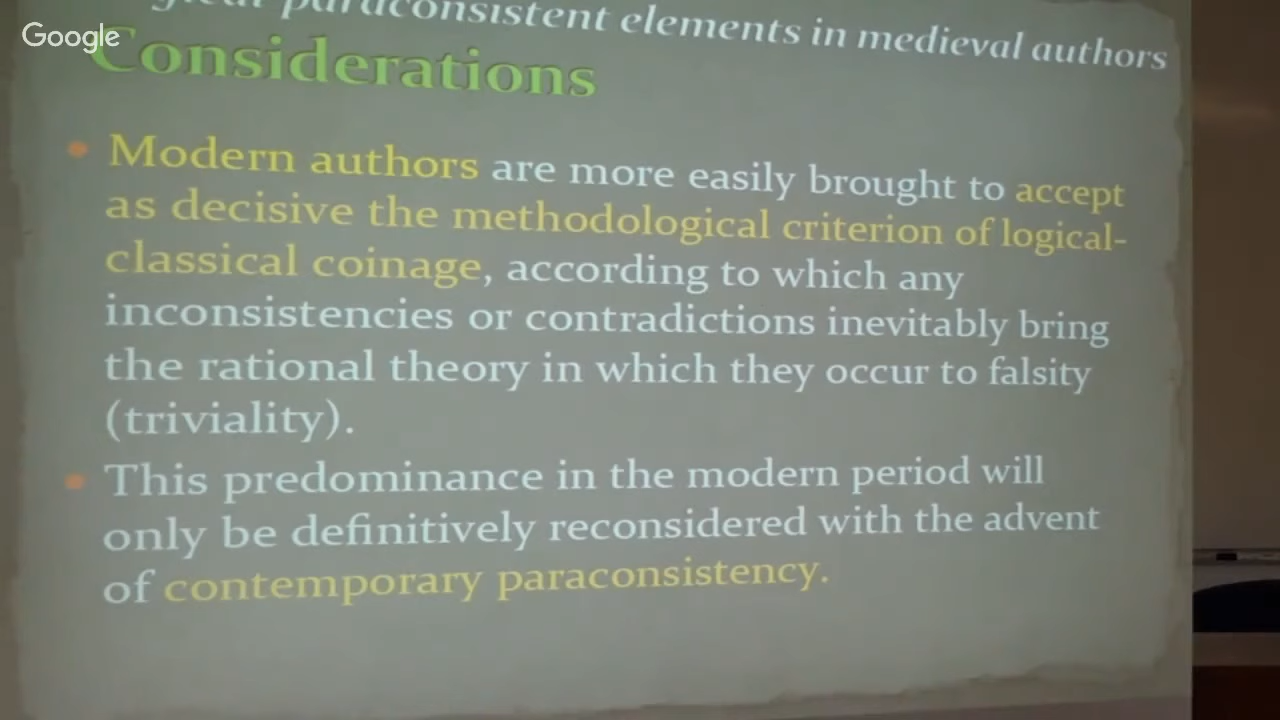 Google
paraconsistent elements in medieval authors
Considerations
Modern authors are more easily brought to accept
as decisive the methodological criterion of logical-
classical coinage, according to which any
inconsistencies or contradictions inevitably bring
the rational theory in which they occur to falsity
(triviality).
This predominance in the modern period will
only be definitively reconsidered with the advent
of contemporary paraconsistency.